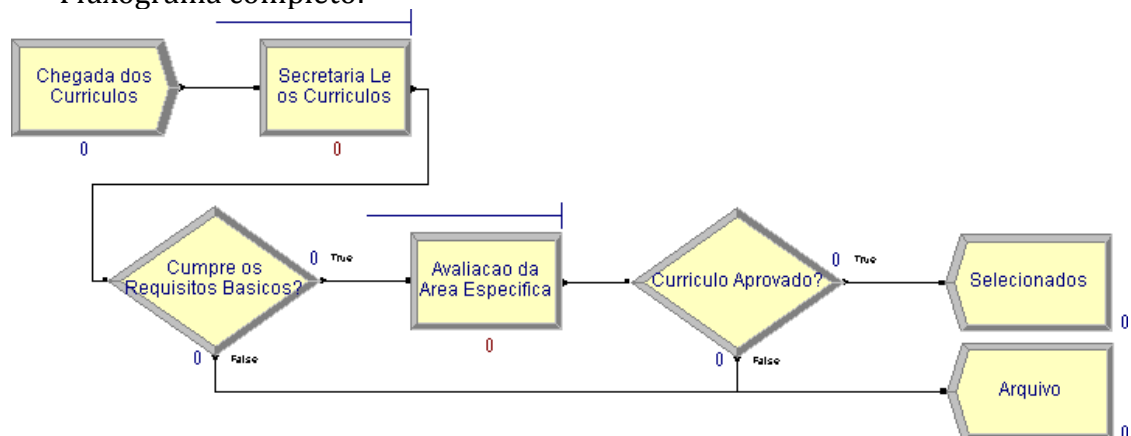 Fluxograma completo:
Chegada dos
Curriculos
0
Secretaria Le
os Curriculos
0
Cumpre os
Requisitos Basicos?
0 True
0 False
Avaliacao da
Area Especifica
0
Curriculo Aprovado?
0 True
0 False
Selecionados
0
Arquivo
0